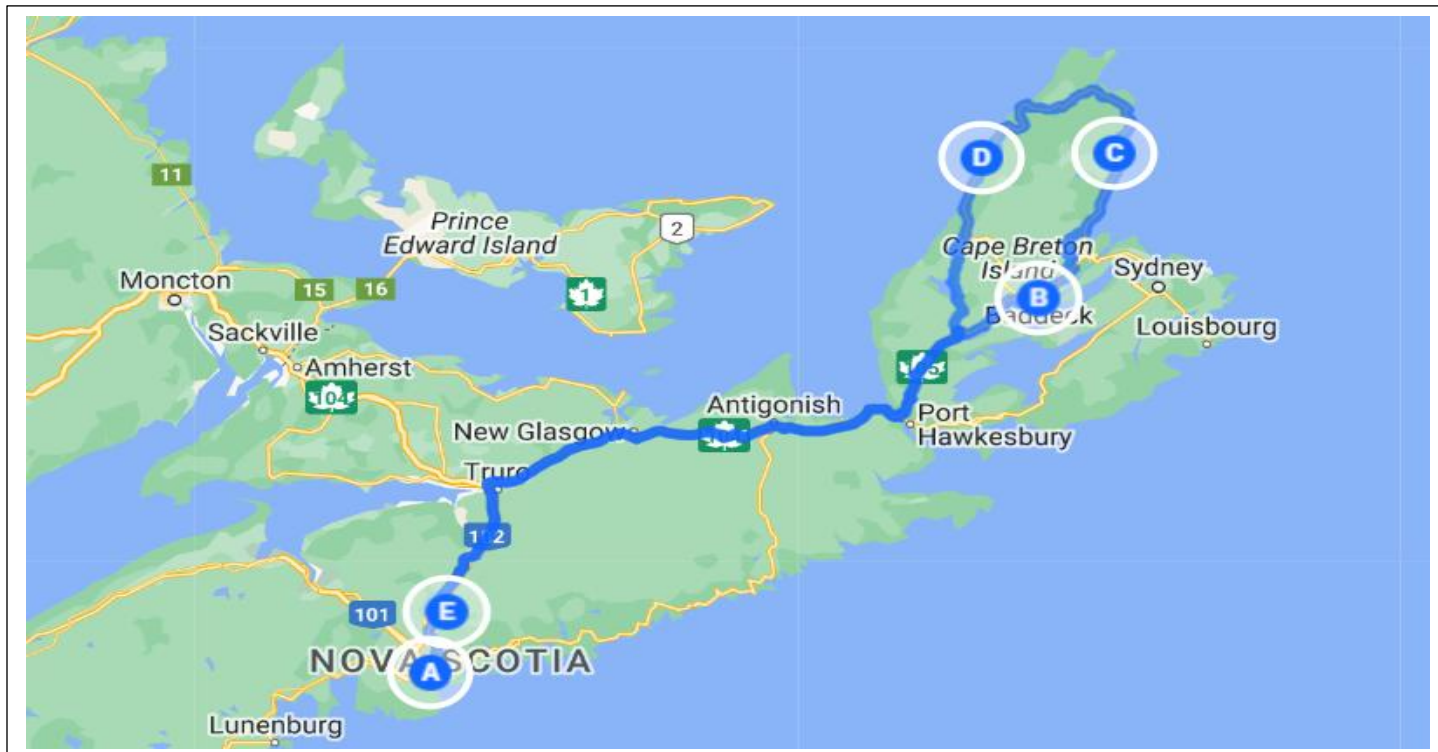 11
Prince
Edward Island
2
Moncton
15
16
1
Sackville
Amherst
104
D
C
Cape Breton
Island
Sydney
B
Baddeck
Louisbourg
New Glasgow
Antigonish
Port
Hawkesbury
Truro
102
E
101
NOVA SCOTIA
A
Lunenburg